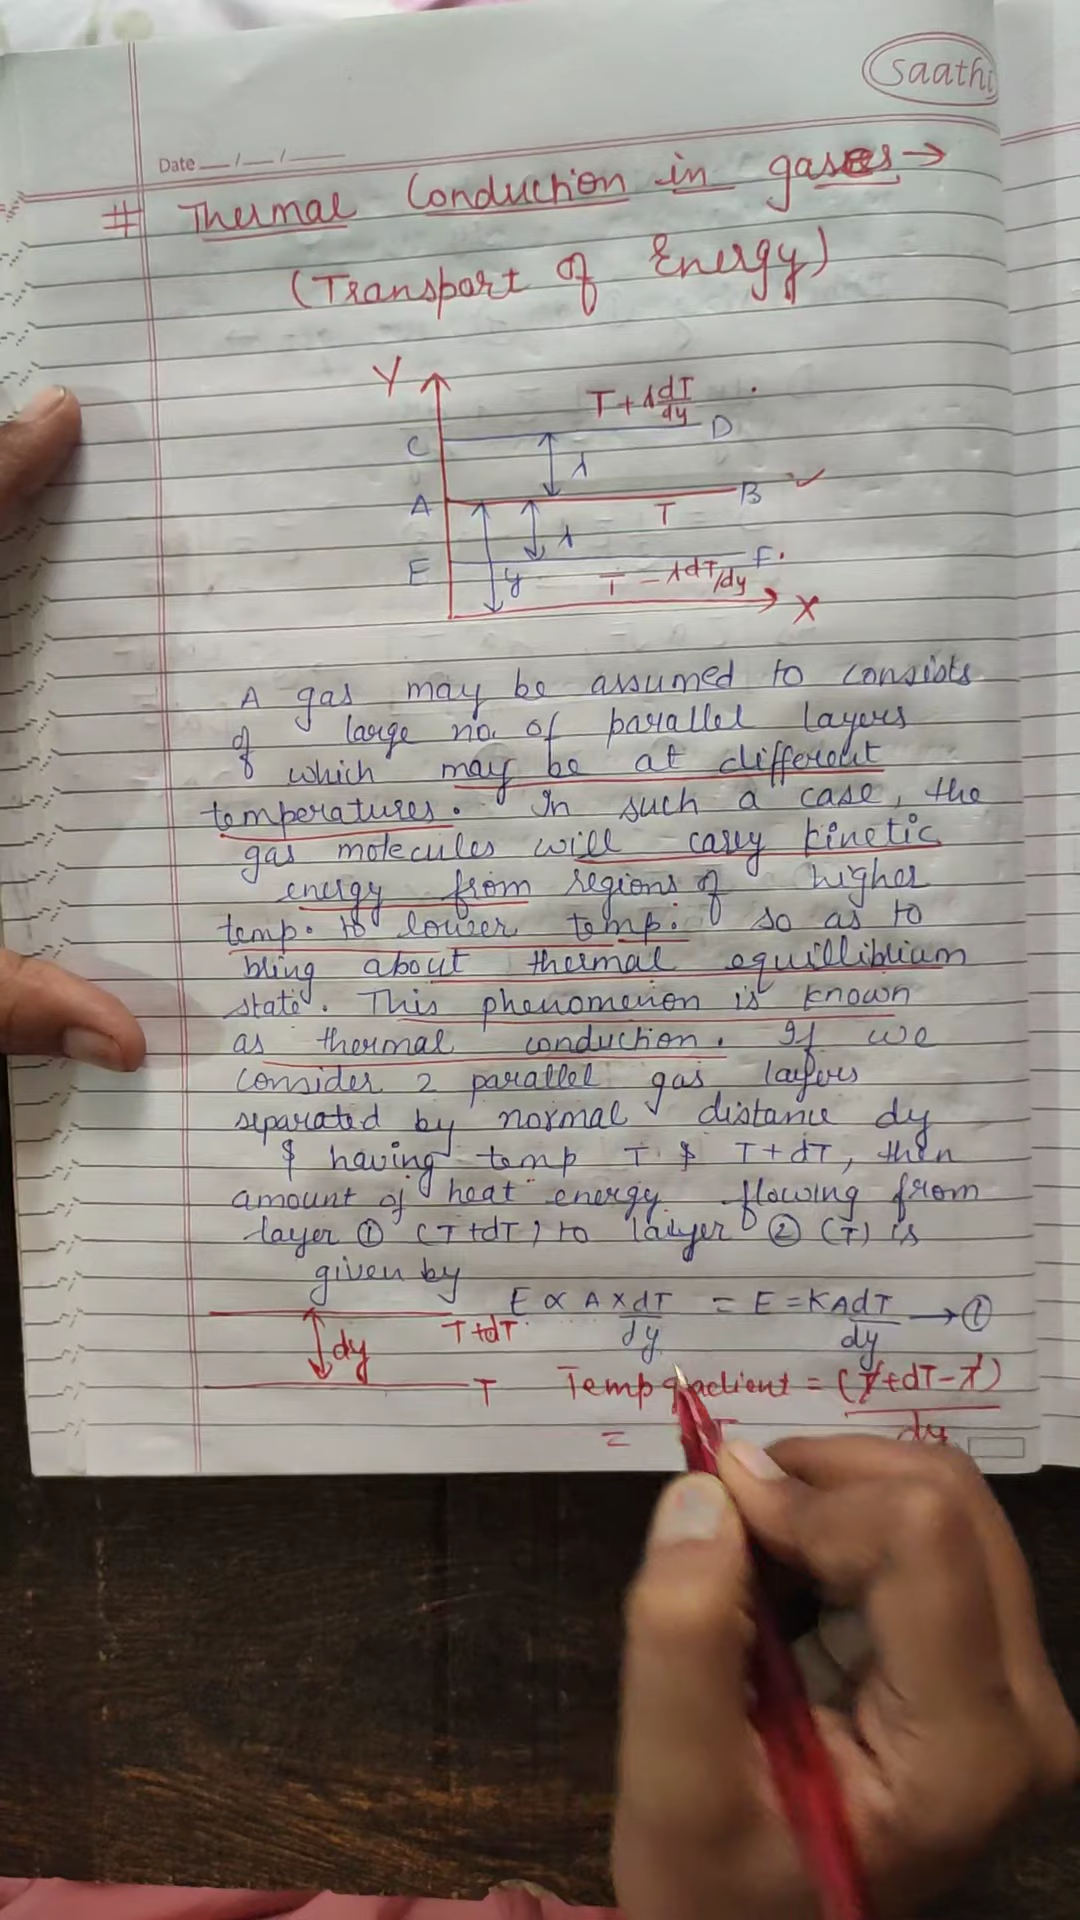 Saathi
Date __/__/____
# Thermal Conduction in gases →
(Transport of Energy)
Y
T + λ dT/dy
C D
λ
A B ✓
T
λ
E F
y T - λ dT/dy
X
A gas may be assumed to consists
of large no. of parallel layers
of which may be at different
temperatures. In such a case, the
gas molecules will carry kinetic
energy from regions of higher
temp. to lower temp. so as to
bring about thermal equillibrium
state. This phenomenon is known
as thermal conduction. If we
consider 2 parallel gas layers
separated by normal distance dy
& having temp T & T+dT, then
amount of heat energy flowing from
layer ① (T+dT) to layer ② (T) is
given by
E ∝ A x dT/dy = E = KA dT/dy → ①
T+dT
dy
T Temp gradient = (T+dT-T)/dy
=